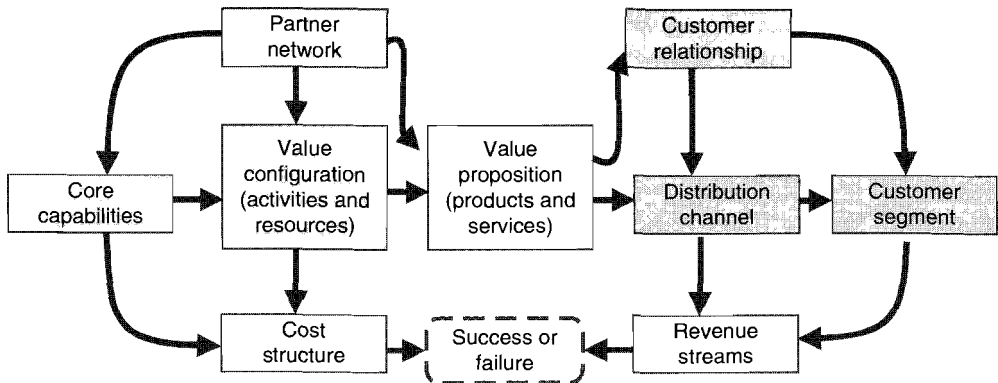 Partner
network
Customer
relationship
Core
capabilities
Value
configuration
(activities and
resources)
Value
proposition
(products and
services)
Distribution
channel
Customer
segment
Cost
structure
Success or
failure
Revenue
streams